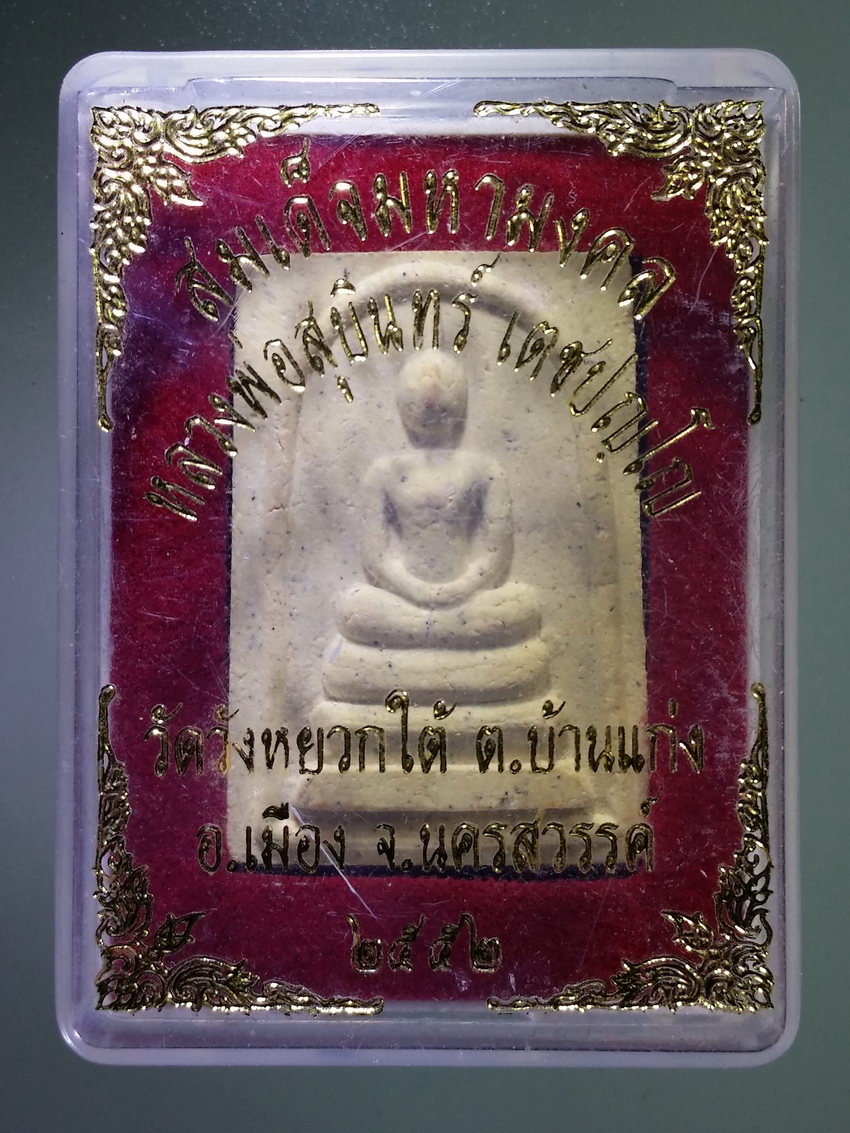 สมเด็จมหามงคล
หลวงพ่อสุบินทร์ เตชปญฺโญ
วัดวังหยวกใต้ ต.บ้านแก่ง
อ.เมือง จ.นครสวรรค์
๒๕๕๒